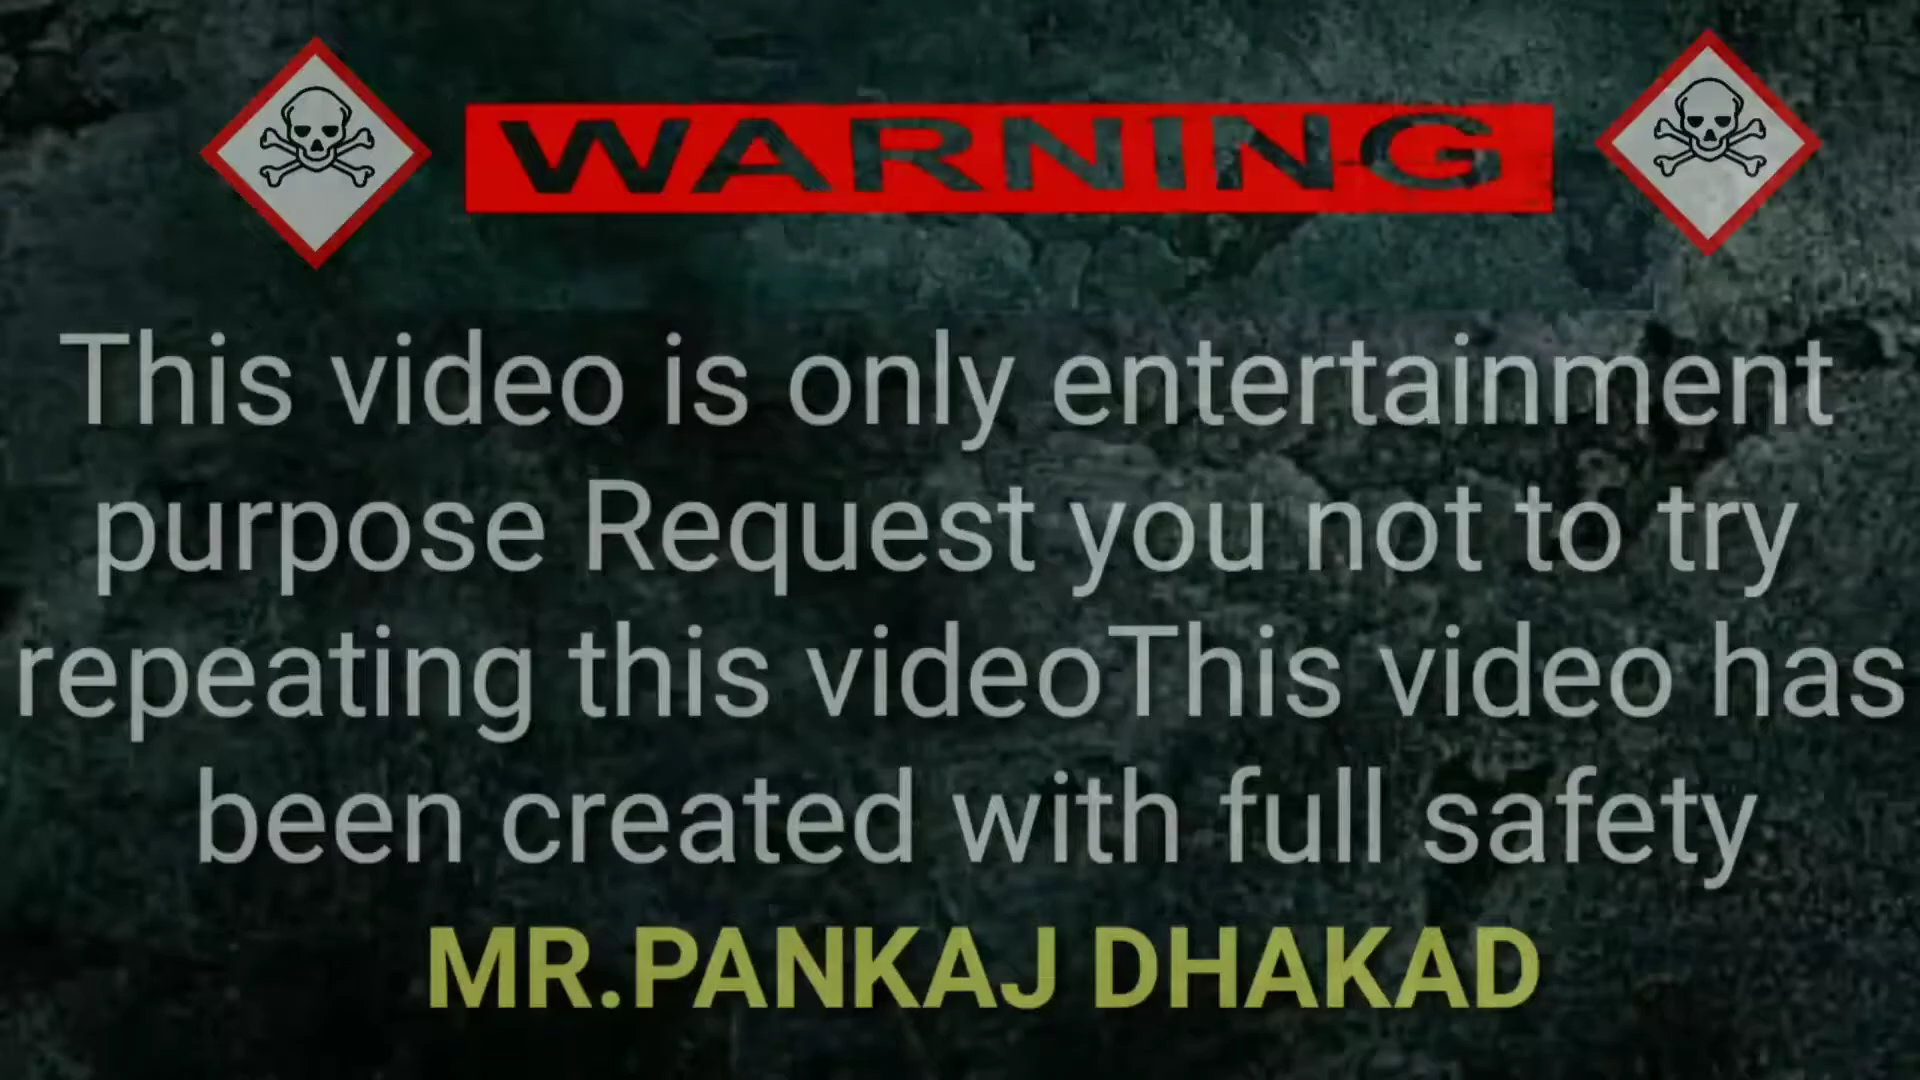 WARNING
This video is only entertainment
purpose Request you not to try
repeating this videoThis video has
been created with full safety
MR.PANKAJ DHAKAD